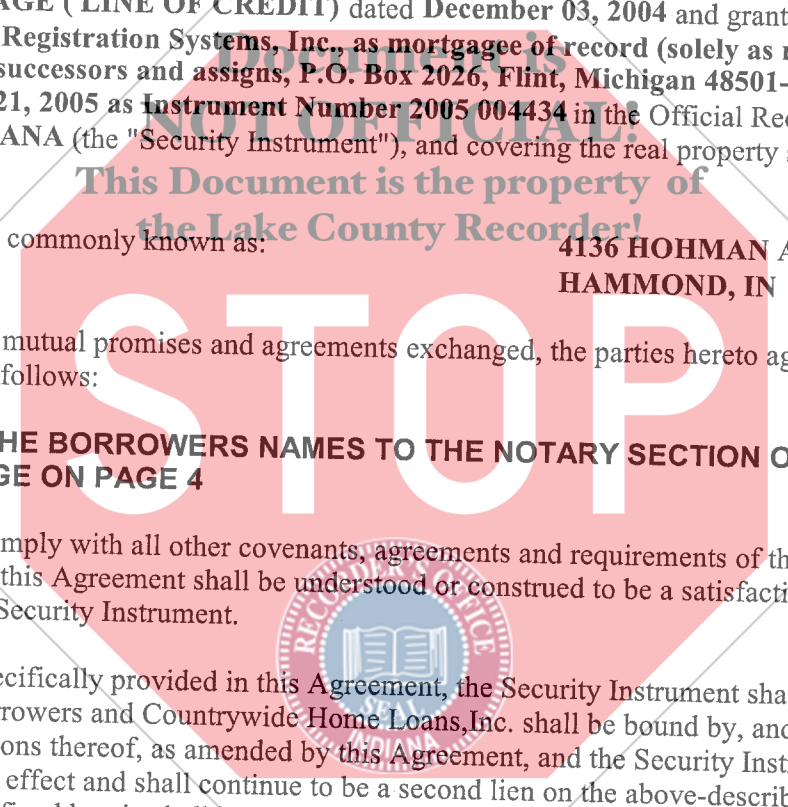 AGE ( LINE OF CREDIT) dated December 03, 2004 and grant
Registration Systems, Inc., as mortgagee of record (solely as
successors and assigns, P.O. Box 2026, Flint, Michigan 48501-
21, 2005 as Instrument Number 2005 004434 in the Official Rec
ANA (the "Security Instrument"), and covering the real property
Document is
NOT OFFICIAL!
This Document is the property of
the Lake County Recorder!
commonly known as: 4136 HOHMAN A
HAMMOND, IN
STOP
mutual promises and agreements exchanged, the parties hereto ag
follows:
HE BORROWERS NAMES TO THE NOTARY SECTION O
GE ON PAGE 4
mply with all other covenants, agreements and requirements of th
this Agreement shall be understood or construed to be a satisfacti
Security Instrument.
RECORDER'S OFFICE
SEAL
INDIANA
ecifically provided in this Agreement, the Security Instrument sha
rrowers and Countrywide Home Loans,Inc. shall be bound by, and
ons thereof, as amended by this Agreement, and the Security Inst
effect and shall continue to be a second lien on the above-describ